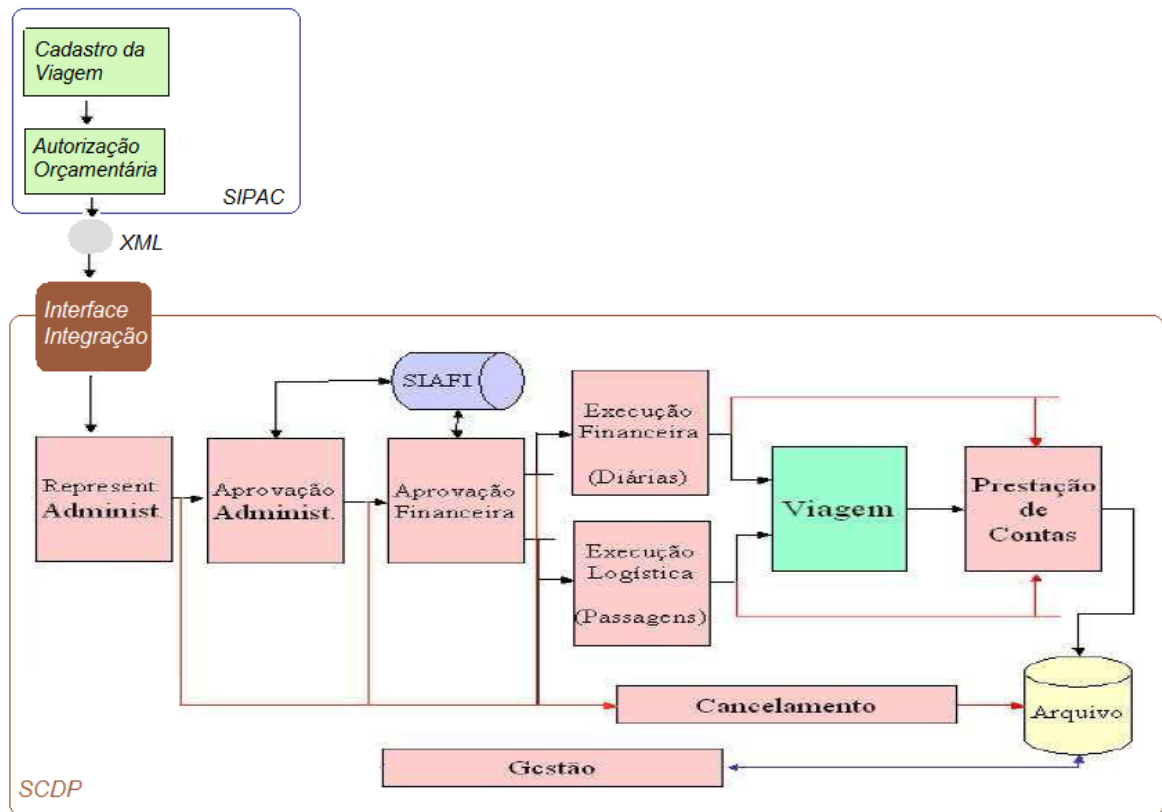 Cadastro da
Viagem
Autorização
Orçamentária
SIPAC
XML
Interface
Integração
SIAFI
Represent.
Administ.
Aprovação
Administ.
Aprovação
Financeira
Execução
Financeira
(Diárias)
Execução
Logística
(Passagens)
Viagem
Prestação
de
Contas
Cancelamento
Arquivo
Gestão
SCDP